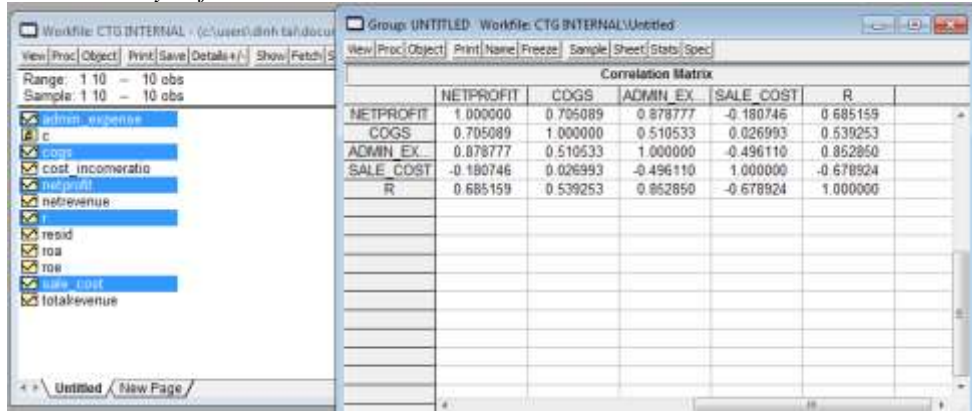 Workfile: CTG INTERNAL - (c:\users\dinh tai\docur
View Proc Object Print Save Details+/- Show Fetch S
Range: 1 10 – 10 obs
Sample: 1 10 – 10 obs
admin_expense
c
cogs
cost_incomeratio
netprofit
netrevenue
r
resid
roa
roe
sale_cost
totalrevenue
Untitled New Page
Group: UNTITLED Workfile: CTG INTERNAL\Untitled
View Proc Object Print Name Freeze Sample Sheet Stats Spec
Correlation Matrix
NETPROFIT COGS ADMIN_EX... SALE_COST R
NETPROFIT 1.000000 0.705089 0.878777 -0.180746 0.685159
COGS 0.705089 1.000000 0.510533 0.026993 0.539253
ADMIN_EX... 0.878777 0.510533 1.000000 -0.496110 0.852850
SALE_COST -0.180746 0.026993 -0.496110 1.000000 -0.678924
R 0.685159 0.539253 0.852850 -0.678924 1.000000